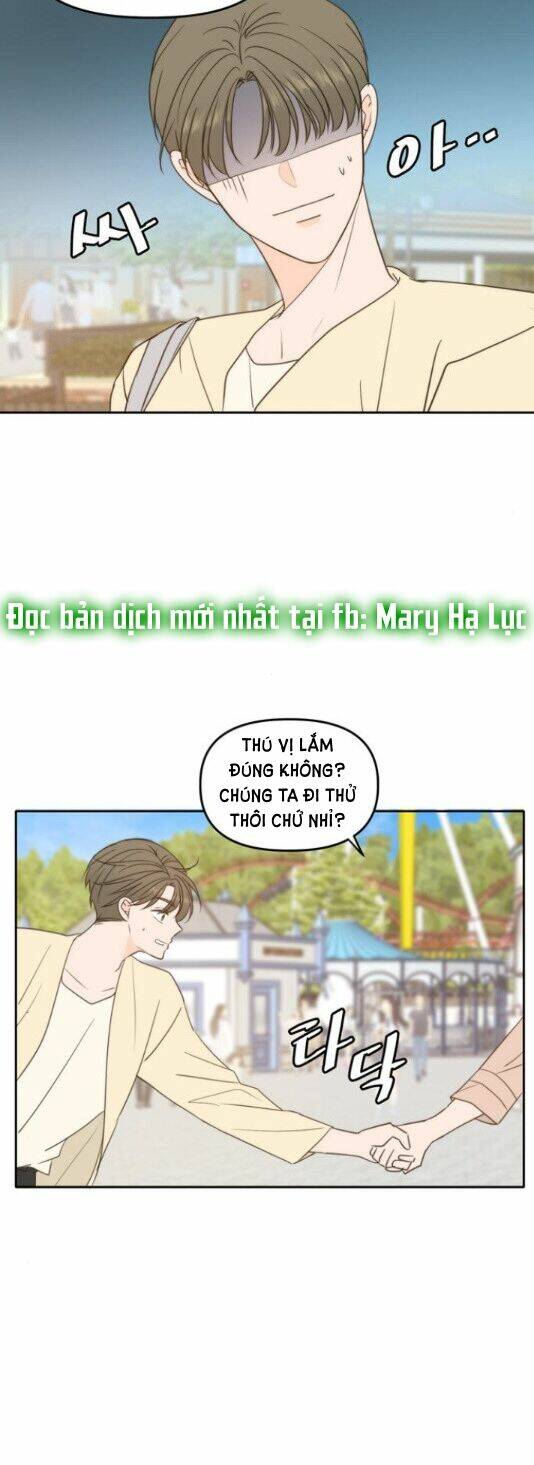 싸
아..
Đọc bản dịch mới nhất tại fb: Mary Hạ Lục
THÚ VỊ LẮM
ĐÚNG KHÔNG?
CHÚNG TA ĐI THỬ
THÔI CHỨ NHỈ?
타닥